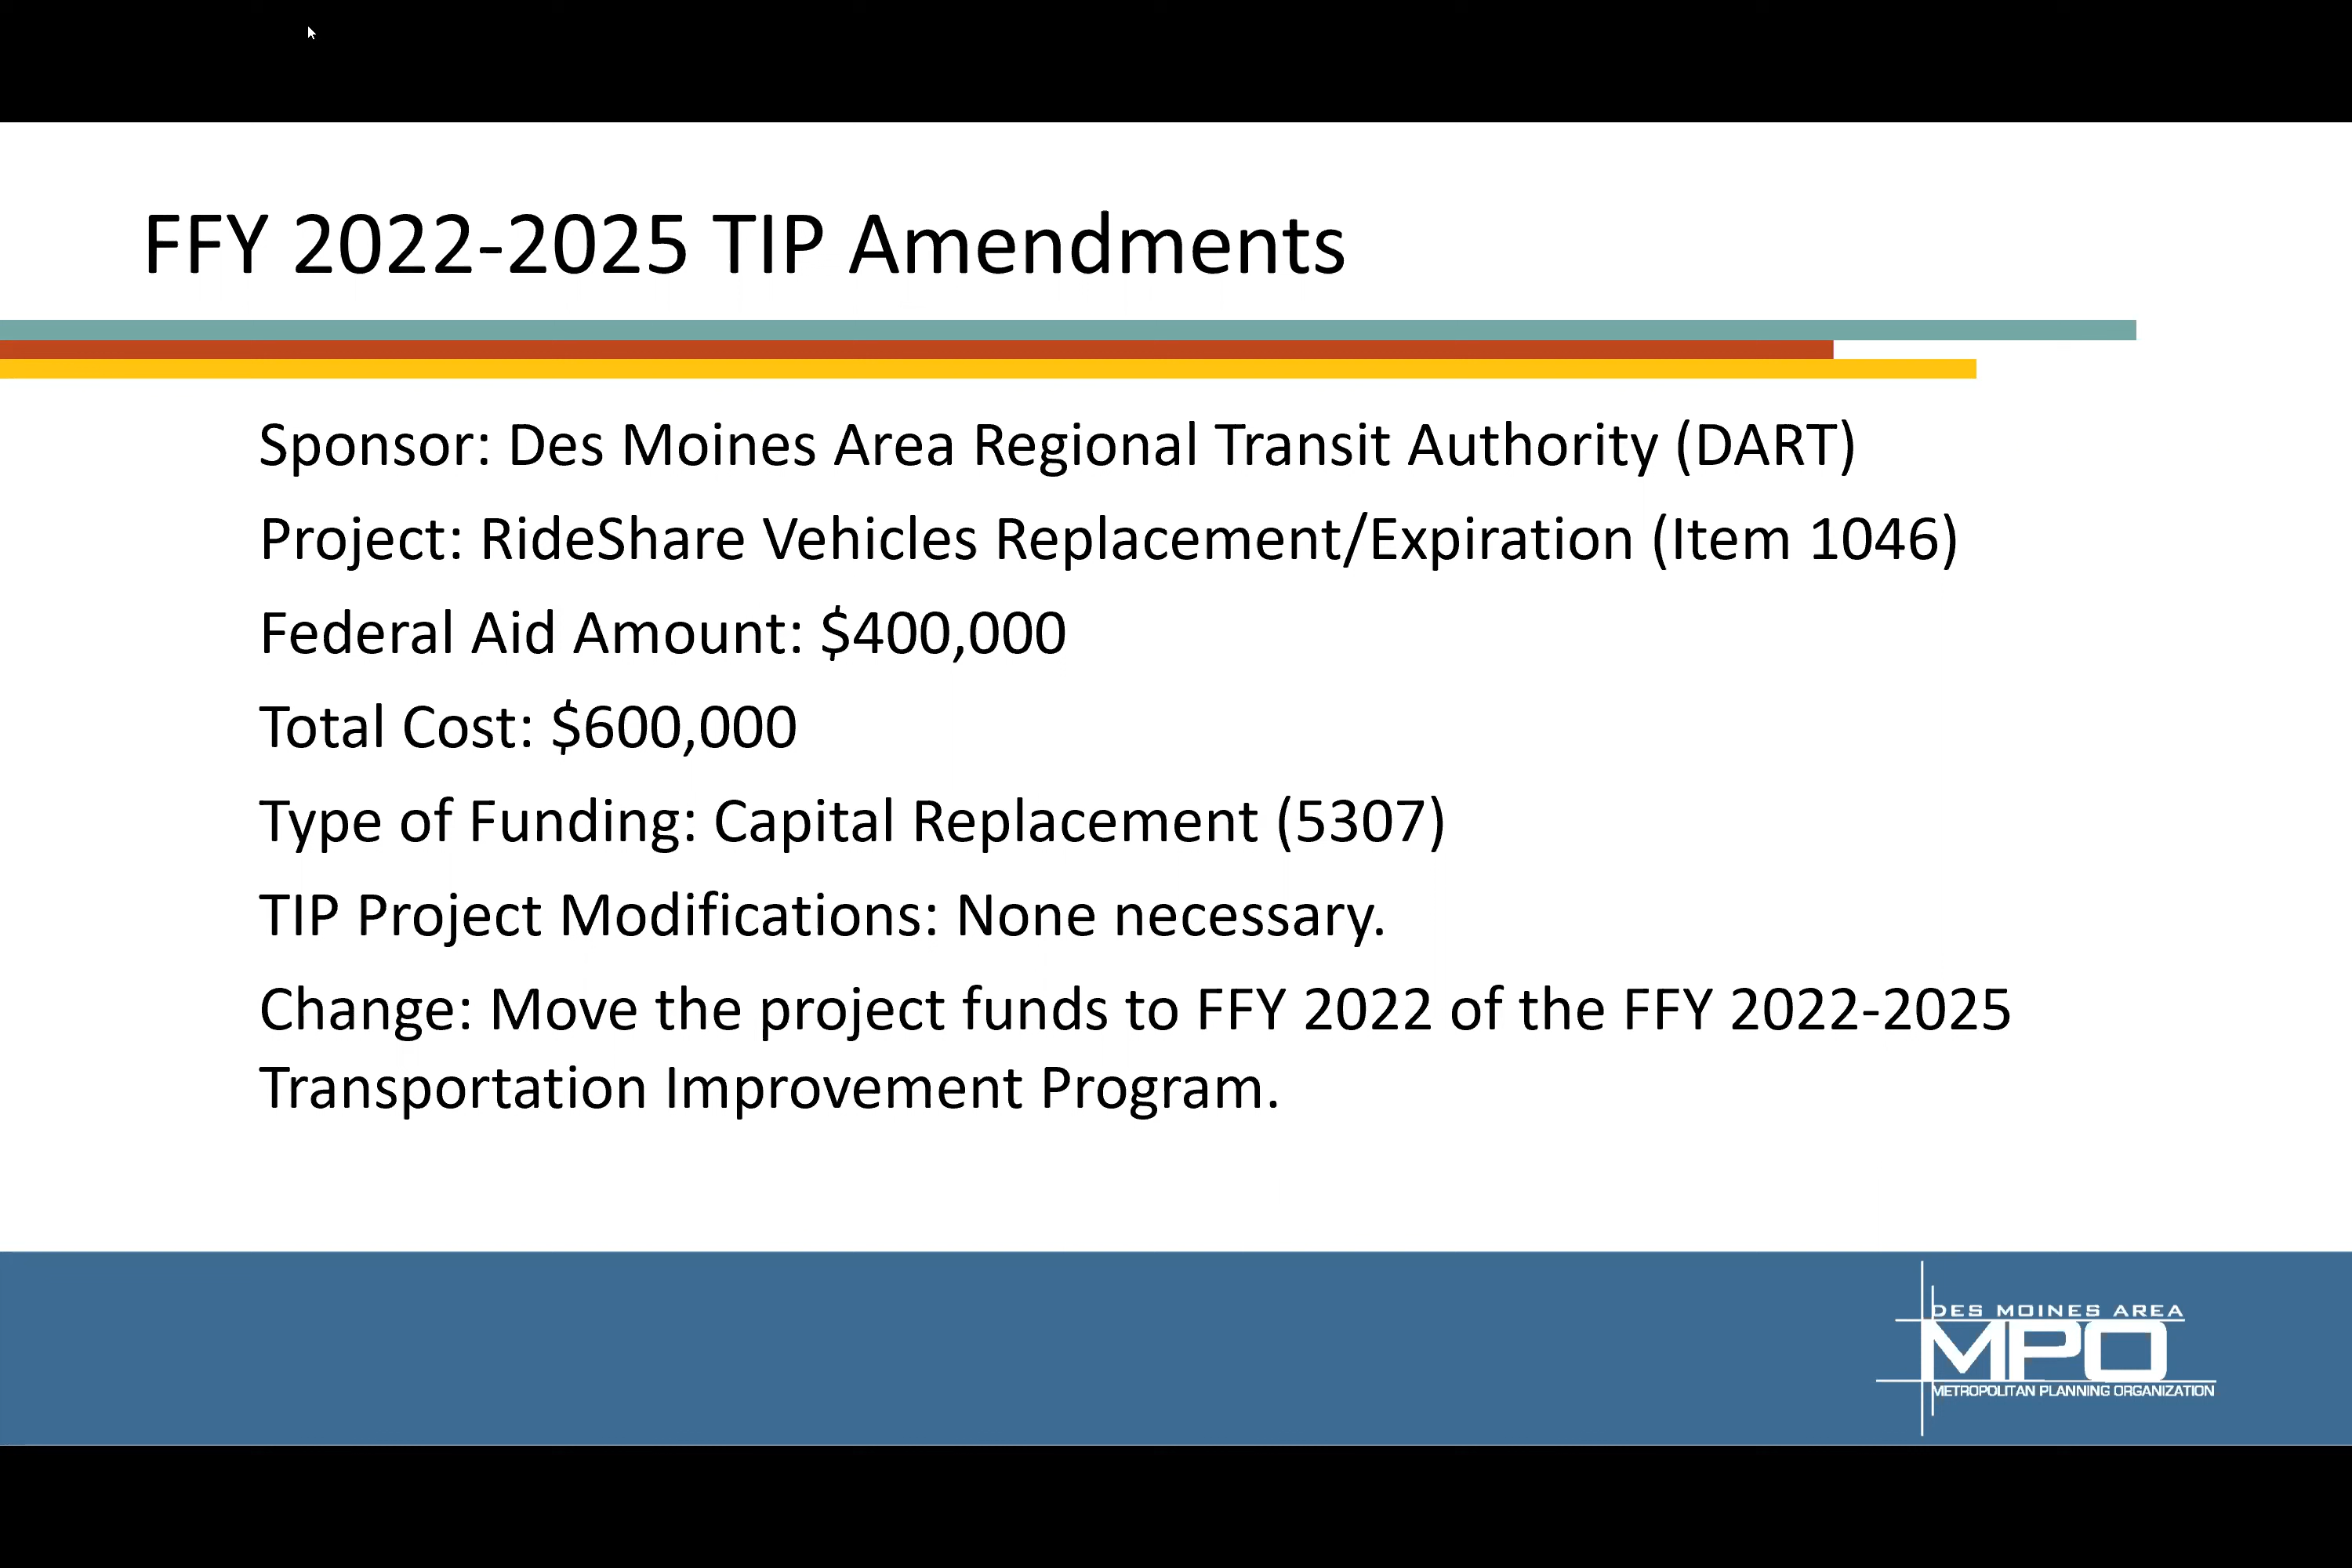 FFY 2022-2025 TIP Amendments
Sponsor: Des Moines Area Regional Transit Authority (DART)
Project: RideShare Vehicles Replacement/Expiration (Item 1046)
Federal Aid Amount: $400,000
Total Cost: $600,000
Type of Funding: Capital Replacement (5307)
TIP Project Modifications: None necessary.
Change: Move the project funds to FFY 2022 of the FFY 2022-2025
Transportation Improvement Program.
DES MOINES AREA
MPO
METROPOLITAN PLANNING ORGANIZATION